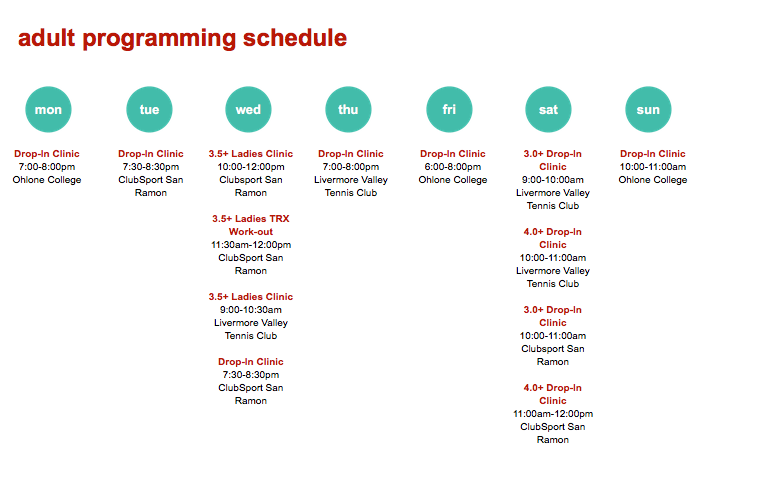 adult programming schedule
mon
tue
wed
thu
fri
sat
sun
Drop-In Clinic
7:00-8:00pm
Ohlone College
Drop-In Clinic
7:30-8:30pm
ClubSport San
Ramon
3.5+ Ladies Clinic
10:00-12:00pm
Clubsport San
Ramon
3.5+ Ladies TRX
Work-out
11:30am-12:00pm
ClubSport San
Ramon
3.5+ Ladies Clinic
9:00-10:30am
Livermore Valley
Tennis Club
Drop-In Clinic
7:30-8:30pm
ClubSport San
Ramon
Drop-In Clinic
7:00-8:00pm
Livermore Valley
Tennis Club
Drop-In Clinic
6:00-8:00pm
Ohlone College
3.0+ Drop-In
Clinic
9:00-10:00am
Livermore Valley
Tennis Club
4.0+ Drop-In
Clinic
10:00-11:00am
Livermore Valley
Tennis Club
3.0+ Drop-In
Clinic
10:00-11:00am
Clubsport San
Ramon
4.0+ Drop-In
Clinic
11:00am-12:00pm
ClubSport San
Ramon
Drop-In Clinic
10:00-11:00am
Ohlone College